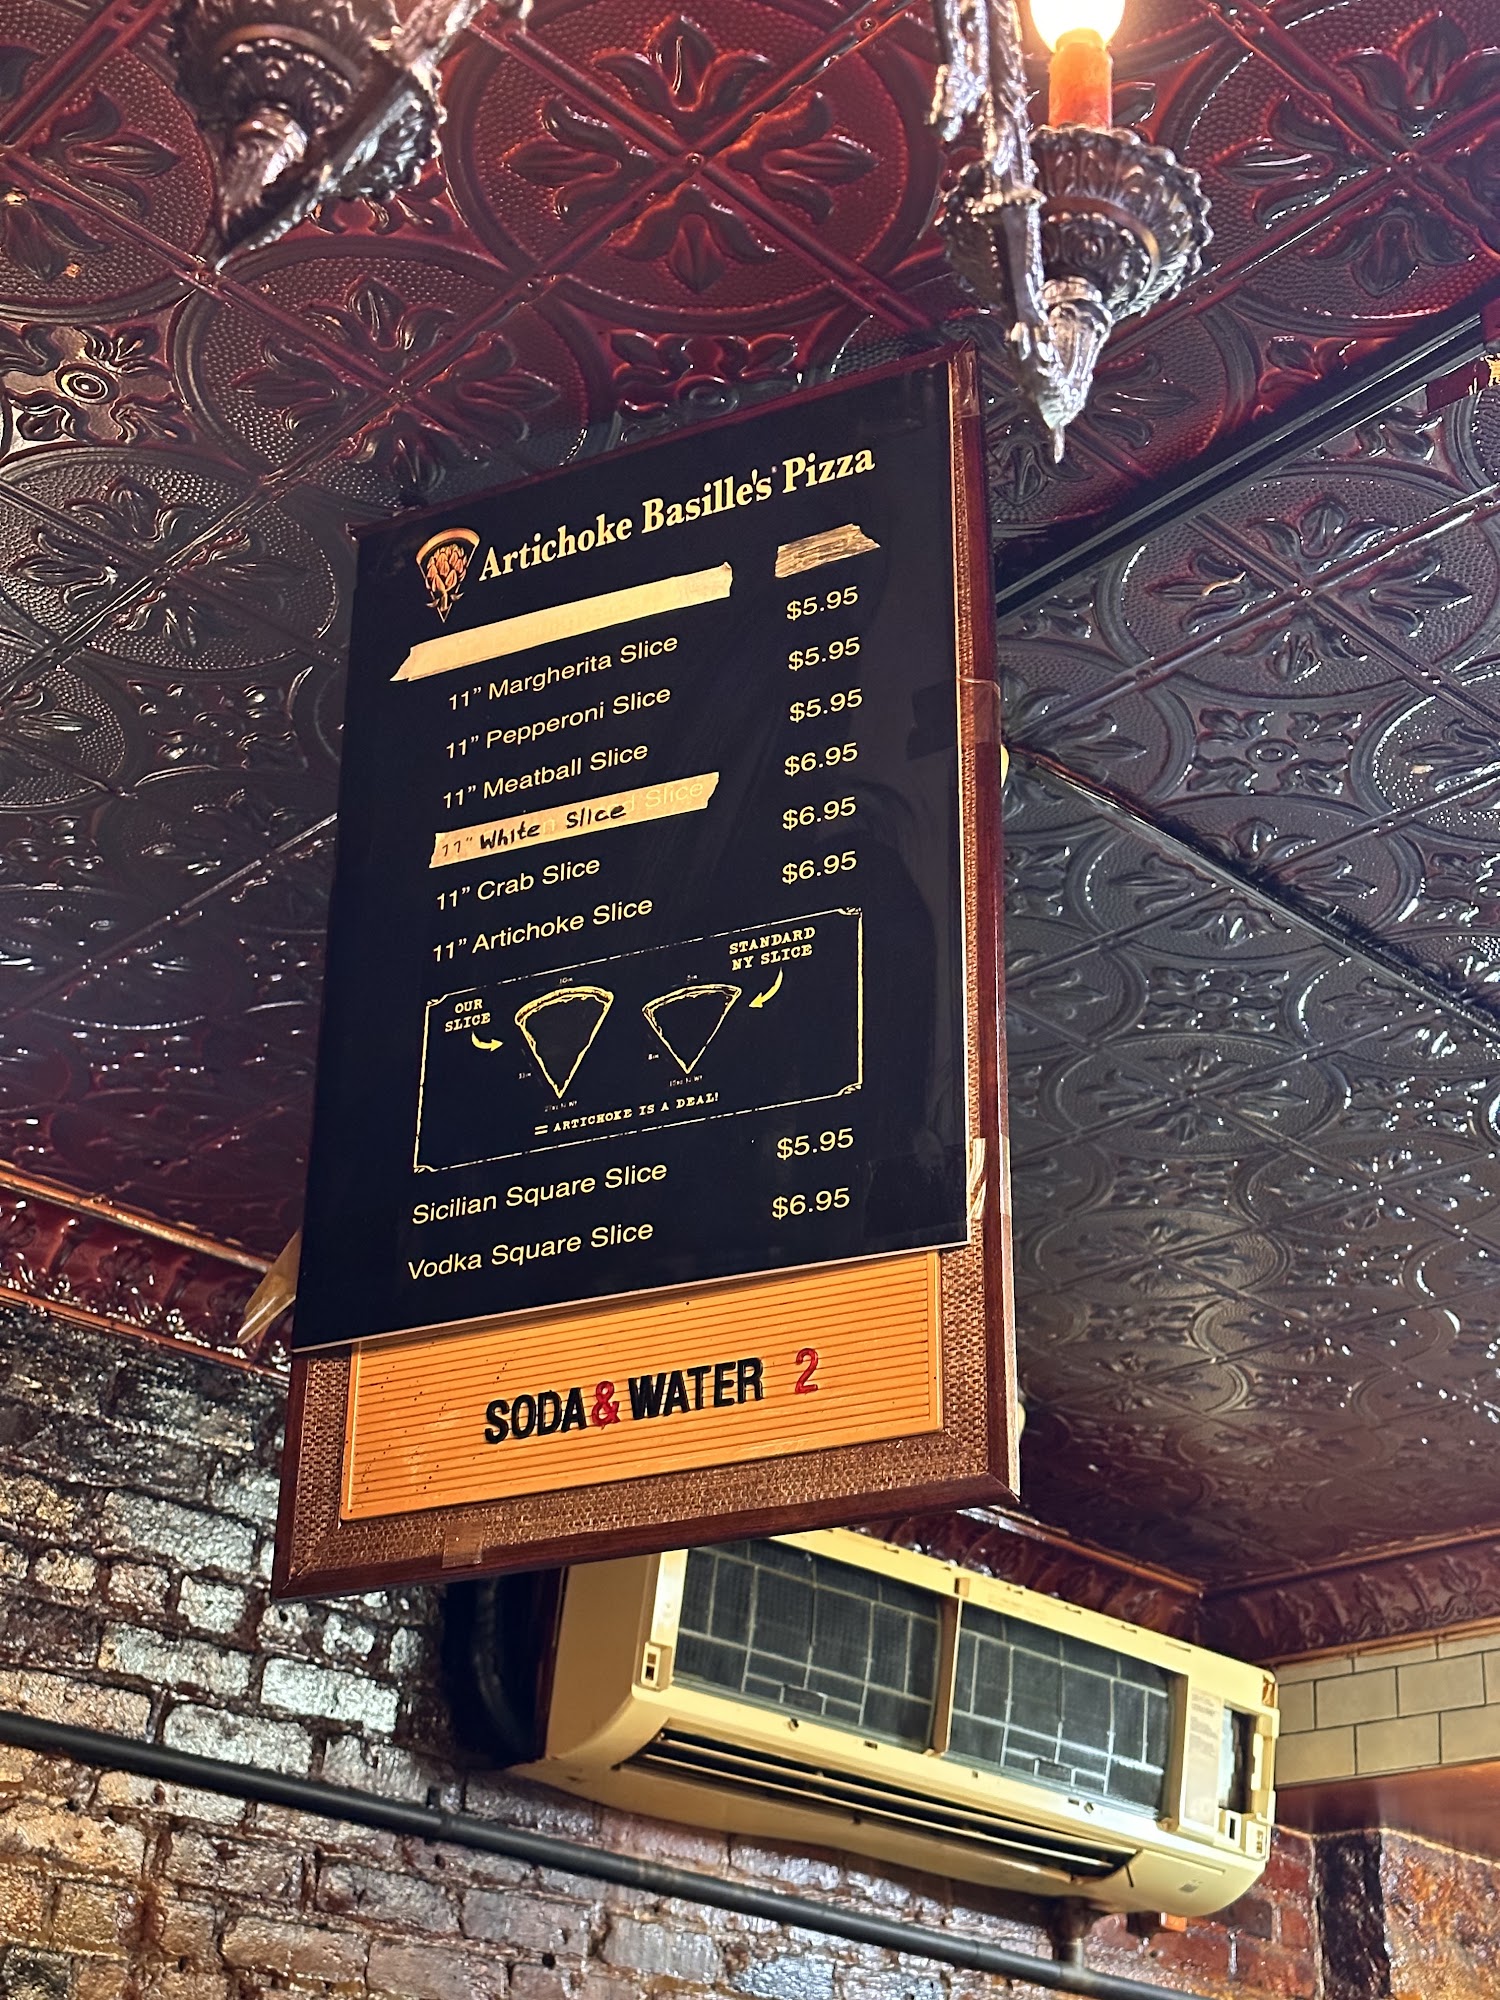 Artichoke Basille's Pizza
11" Margherita Slice $5.95
11" Pepperoni Slice $5.95
11" Meatball Slice $5.95
11" White Slice $6.95
11" Crab Slice $6.95
11" Artichoke Slice $6.95
OUR
SLICE
STANDARD
NY SLICE
= ARTICHOKE IS A DEAL!
Sicilian Square Slice $5.95
Vodka Square Slice $6.95
SODA & WATER 2